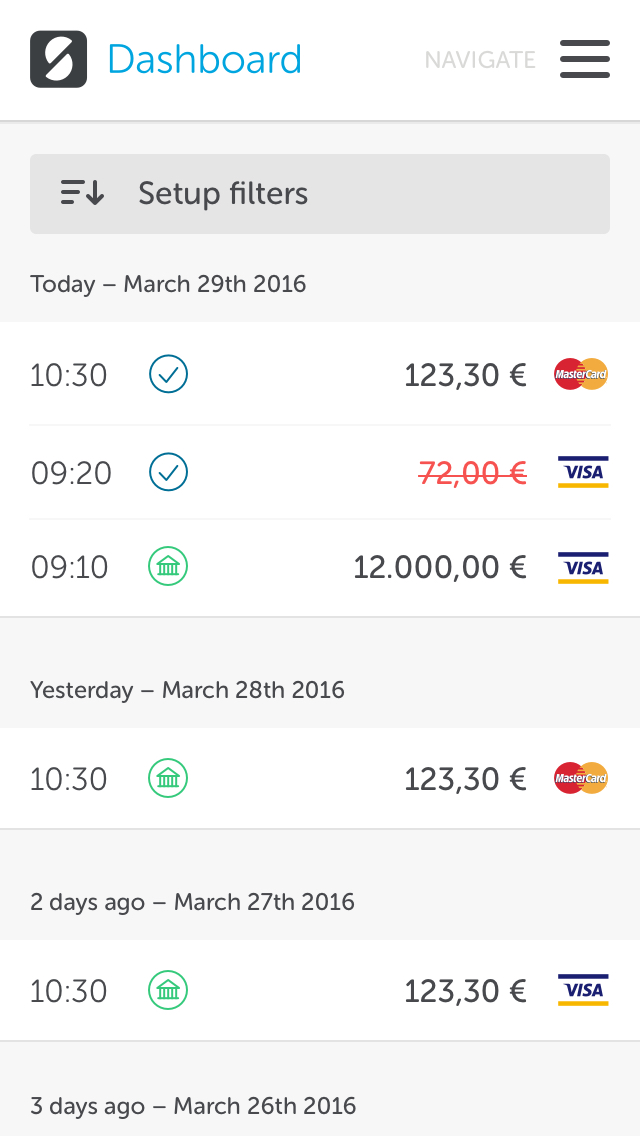 Dashboard NAVIGATE
Setup filters
Today – March 29th 2016
10:30 123,30 € MasterCard
09:20 72,00 € VISA
09:10 12.000,00 € VISA
Yesterday – March 28th 2016
10:30 123,30 € MasterCard
2 days ago – March 27th 2016
10:30 123,30 € VISA
3 days ago – March 26th 2016